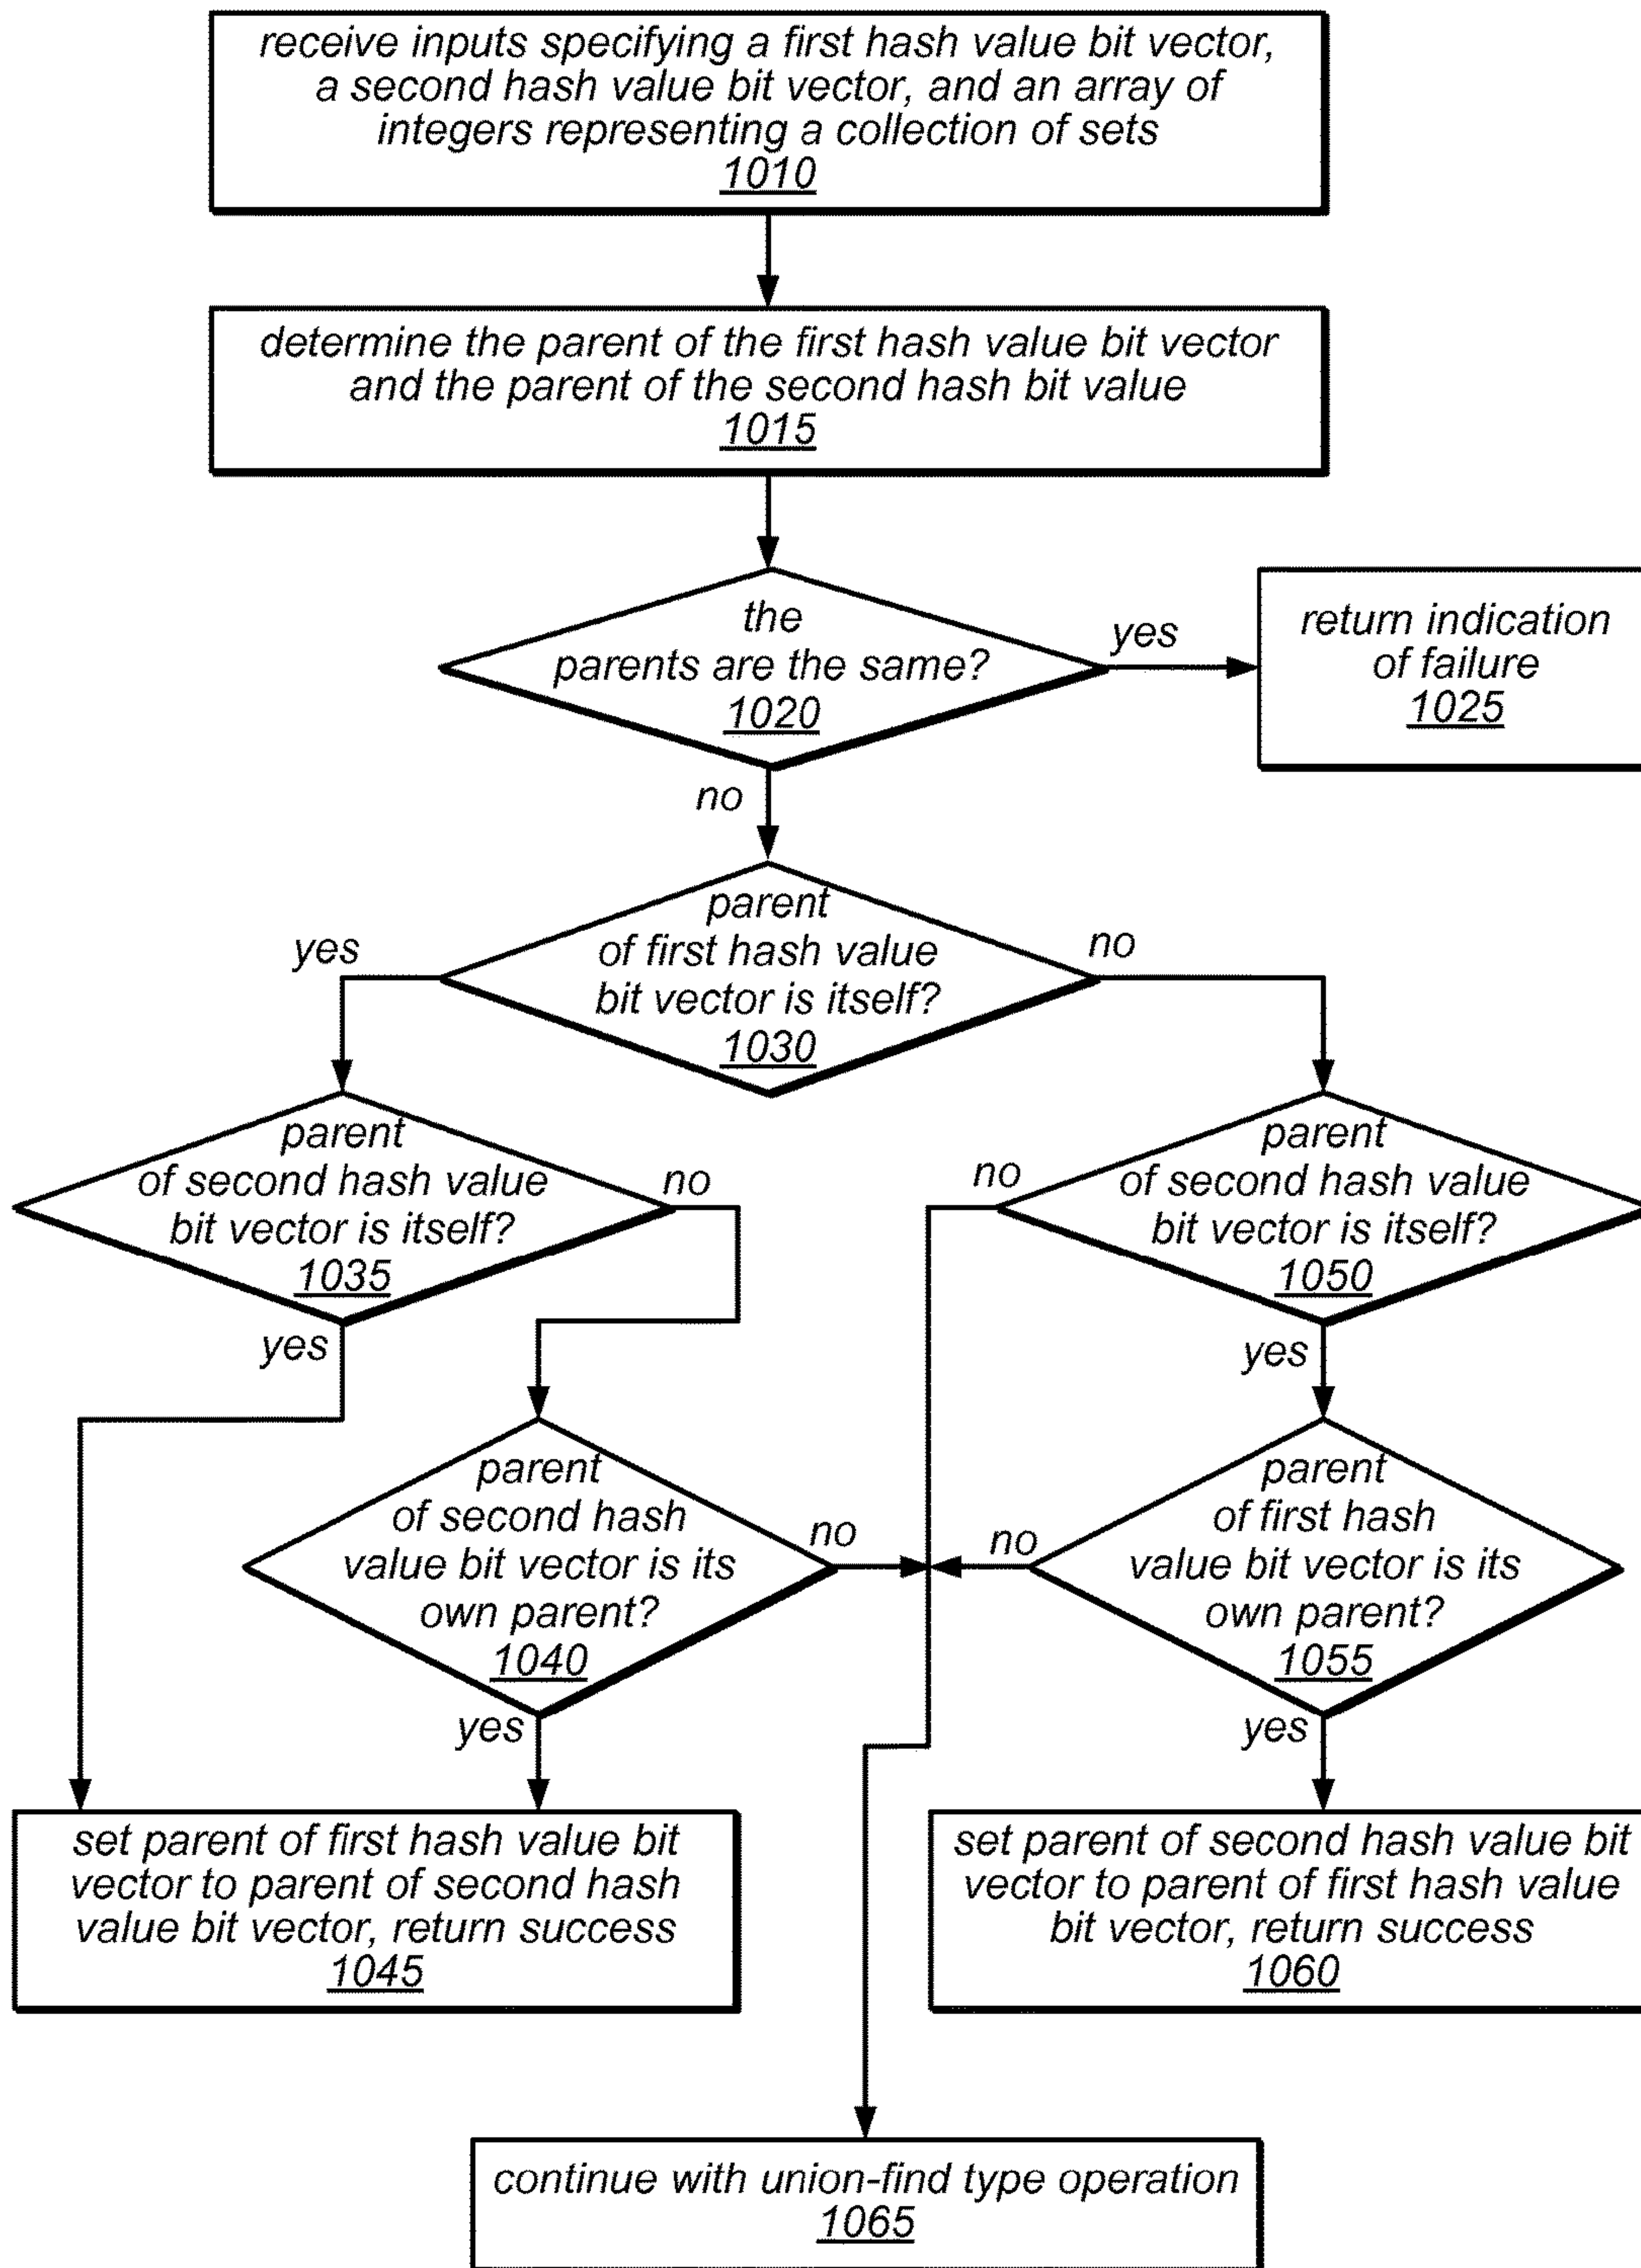 receive inputs specifying a first hash value bit vector,
a second hash value bit vector, and an array of
integers representing a collection of sets
1010
determine the parent of the first hash value bit vector
and the parent of the second hash bit value
1015
the
parents are the same?
1020
yes
return indication
of failure
1025
no
parent
of first hash value
bit vector is itself?
1030
yes
no
parent
of second hash value
bit vector is itself?
1035
no
yes
parent
of second hash value
bit vector is itself?
1050
no
yes
parent
of second hash
value bit vector is its
own parent?
1040
no
yes
parent
of first hash
value bit vector is its
own parent?
1055
no
yes
set parent of first hash value bit
vector to parent of second hash
value bit vector, return success
1045
set parent of second hash value bit
vector to parent of first hash value
bit vector, return success
1060
continue with union-find type operation
1065